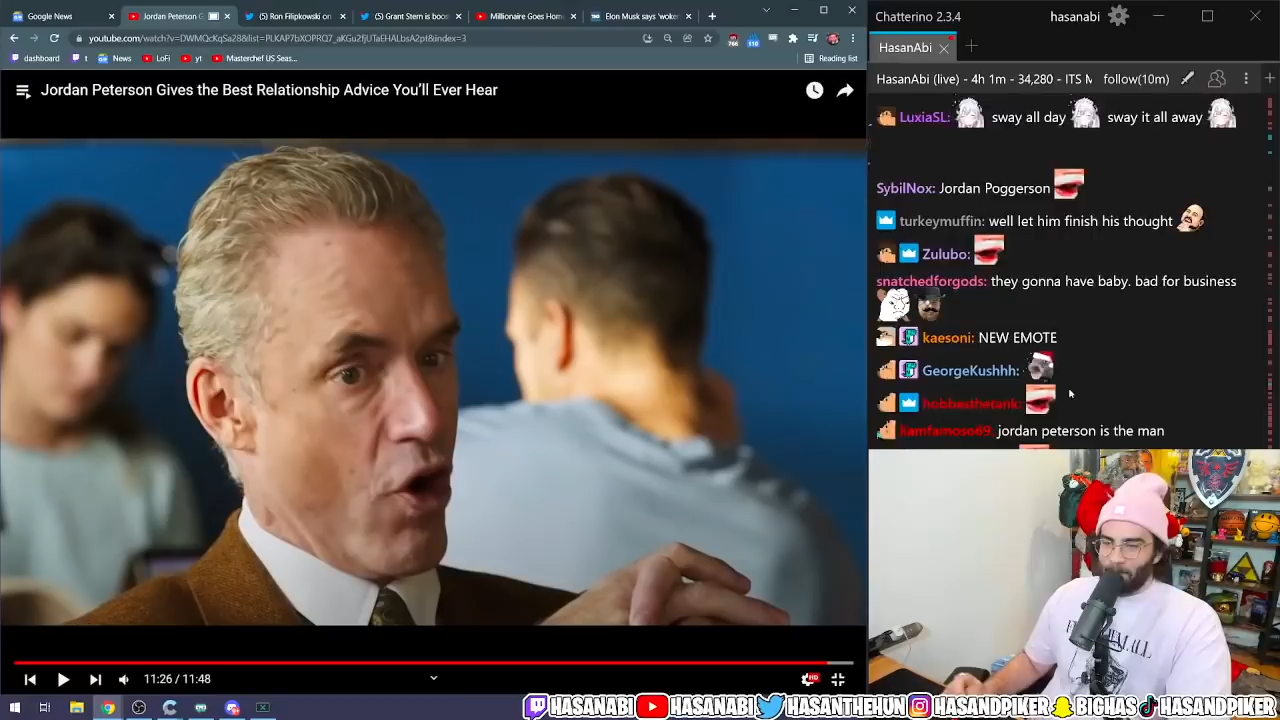 Google News
Jordan Peterson G
(5) Ron Filipkowski on
(5) Grant Stern is boos
Millionaire Goes Hom
Elon Musk says 'woken
youtube.com/watch?v=DWMQcKqSa28&list=PLKAP7bXOPRQ7_aKGu2fjUTaEHALbsA2pt&index=3
dashboard
t
News
LoFi
yt
Masterchef US Seas...
Reading list
Jordan Peterson Gives the Best Relationship Advice You'll Ever Hear
11:26 / 11:48
HD
Chatterino 2.3.4
hasanabi
HasanAbi
HasanAbi (live) - 4h 1m - 34,280 - ITS M
follow(10m)
LuxiaSL: sway all day sway it all away
SybilNox: Jordan Poggerson
turkeymuffin: well let him finish his thought
Zulubo:
snatchedforgods: they gonna have baby. bad for business
kaesoni: NEW EMOTE
GeorgeKushhh:
hobbesthetank:
liamfamoso69: jordan peterson is the man
HASANABI
HASANABI
HASANTHEHUN
HASANDPIKER
BIGHAS
HASANDPIKER